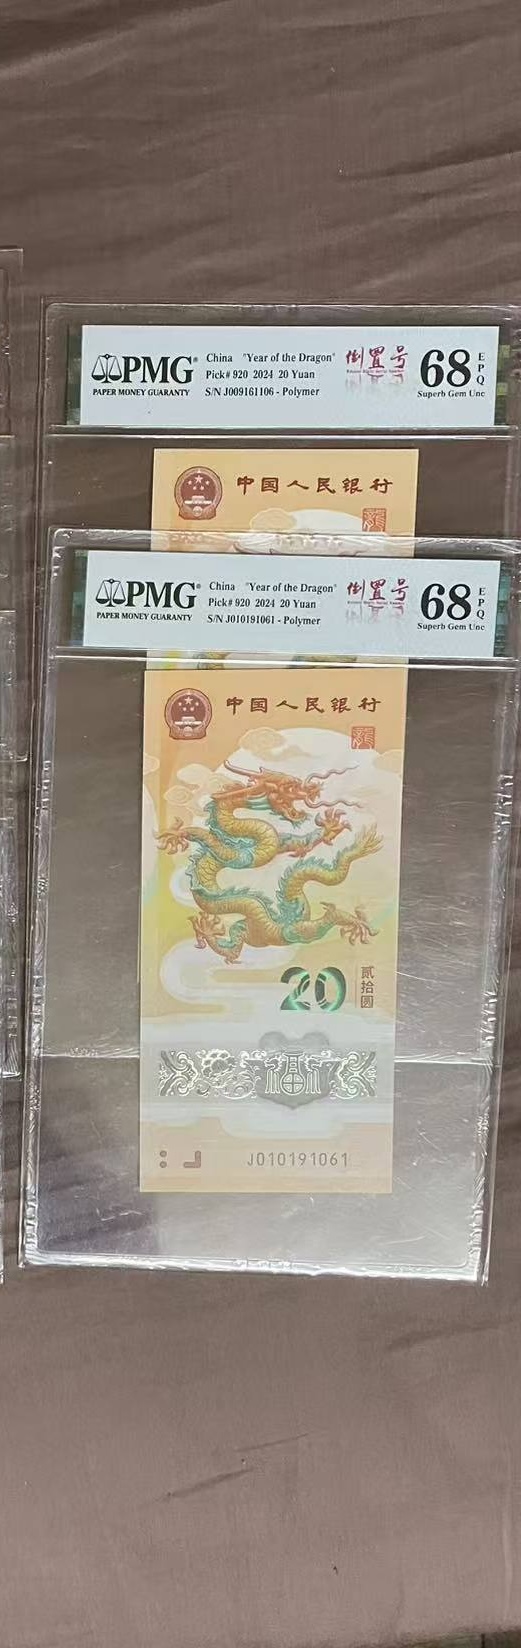 PMG®
PAPER MONEY GUARANTY
China "Year of the Dragon"
Pick# 920 2024 20 Yuan
S/N J009161106 - Polymer
倒置号
68 EPQ
Superb Gem Unc
中国人民银行
龍
PMG®
PAPER MONEY GUARANTY
China "Year of the Dragon"
Pick# 920 2024 20 Yuan
S/N J010191061 - Polymer
倒置号
68 EPQ
Superb Gem Unc
中国人民银行
龍
20 贰拾圆
福
J010191061